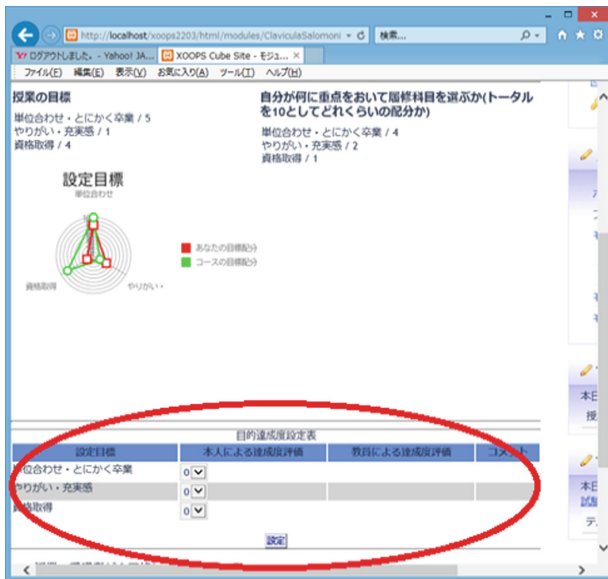 http://localhost/xoops2203/html/modules/ClaviculaSalomoni
検索...
ログアウトしました。 - Yahoo! JA...
XOOPS Cube Site - モジュ...
ファイル(F) 編集(E) 表示(V) お気に入り(A) ツール(T) ヘルプ(H)
授業の目標
単位合わせ・とにかく卒業 / 5
やりがい・充実感 / 1
資格取得 / 4
自分が何に重点をおいて履修科目を選ぶか(トータル
を10としてどれくらいの配分か)
単位合わせ・とにかく卒業 / 4
やりがい・充実感 / 2
資格取得 / 1
設定目標
単位合わせ
資格取得
やりがい・
あなたの目標配分
コースの目標配分
目的達成度設定表
設定目標 本人による達成度評価 教員による達成度評価 コメント
単位合わせ・とにかく卒業 0
やりがい・充実感 0
資格取得 0
設定
本日
授
本日
テ